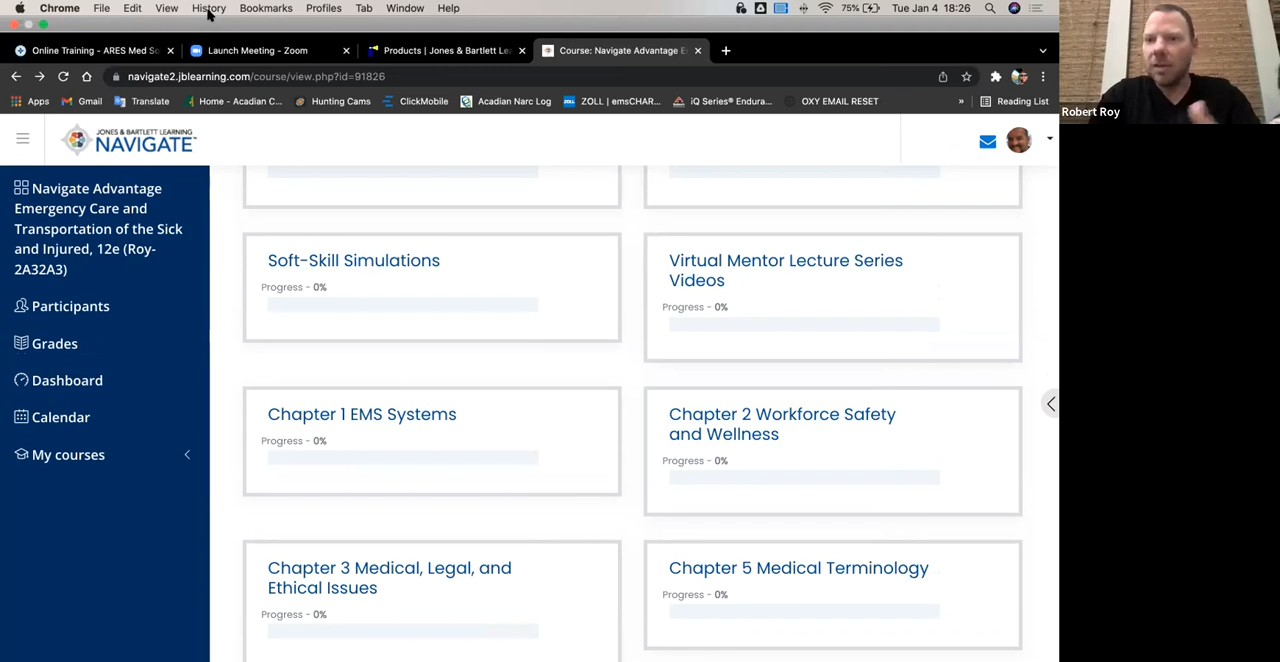 Chrome File Edit View History Bookmarks Profiles Tab Window Help 75% Tue Jan 4 18:26
Online Training - ARES Med So Launch Meeting - Zoom Products | Jones & Bartlett Le Course: Navigate Advantage E
navigate2.jblearning.com/course/view.php?id=91826
Apps Gmail Translate Home - Acadian C... Hunting Cams ClickMobile Acadian Narc Log ZOLL | emsCHAR... iQ Series® Endura... OXY EMAIL RESET » Reading List
Robert Roy
JONES & BARTLETT LEARNING
NAVIGATE
Navigate Advantage
Emergency Care and
Transportation of the Sick
and Injured, 12e (Roy-
2A32A3)
Participants
Grades
Dashboard
Calendar
My courses
Soft-Skill Simulations
Progress - 0%
Virtual Mentor Lecture Series
Videos
Progress - 0%
Chapter 1 EMS Systems
Progress - 0%
Chapter 2 Workforce Safety
and Wellness
Progress - 0%
Chapter 3 Medical, Legal, and
Ethical Issues
Progress - 0%
Chapter 5 Medical Terminology
Progress - 0%